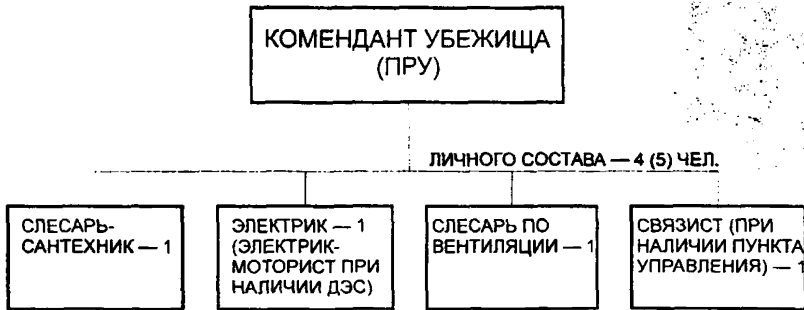 КОМЕНДАНТ УБЕЖИЩА
(ПРУ)
ЛИЧНОГО СОСТАВА — 4 (5) ЧЕЛ.
СЛЕСАРЬ-
САНТЕХНИК — 1
ЭЛЕКТРИК — 1
(ЭЛЕКТРИК-
МОТОРИСТ ПРИ
НАЛИЧИИ ДЭС)
СЛЕСАРЬ ПО
ВЕНТИЛЯЦИИ — 1
СВЯЗИСТ (ПРИ
НАЛИЧИИ ПУНКТА
УПРАВЛЕНИЯ) — 1